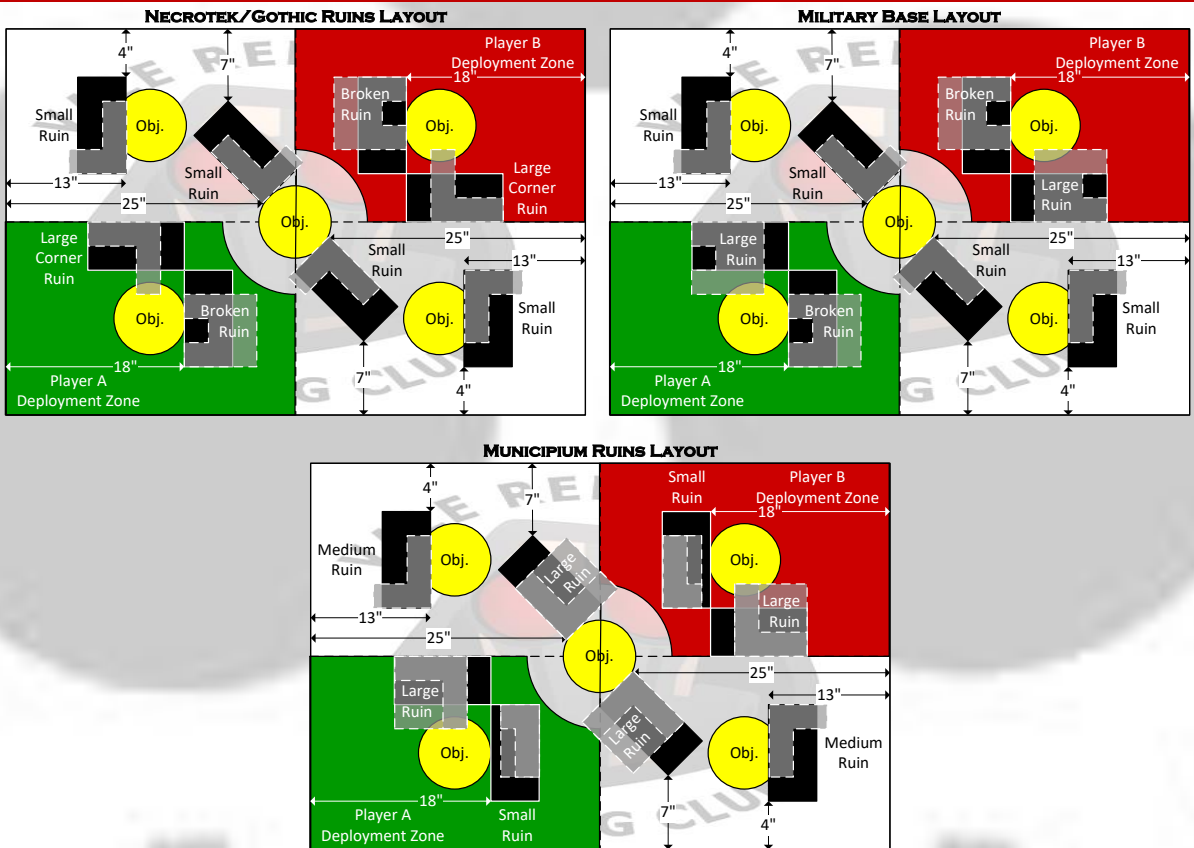 NECROTEK/GOTHIC RUINS LAYOUT
4"
7"
Player B
Deployment Zone
18"
Small
Ruin
Obj.
Broken
Ruin
Obj.
13"
Small
Ruin
Large
Corner
Ruin
25"
Obj.
Large
Corner
Ruin
25"
Small
Ruin
13"
Obj.
Broken
Ruin
Obj.
Small
Ruin
18"
Player A
Deployment Zone
7"
4"
G CLU
MILITARY BASE LAYOUT
4"
7"
Player B
Deployment Zone
18"
Small
Ruin
Obj.
Broken
Ruin
Obj.
13"
Small
Ruin
Large
Ruin
25"
Obj.
Large
Ruin
25"
Small
Ruin
13"
Obj.
Broken
Ruin
Obj.
Small
Ruin
18"
Player A
Deployment Zone
7"
4"
G CLU
MUNICIPIUM RUINS LAYOUT
4"
7"
Small
Ruin
Player B
Deployment Zone
18"
Medium
Ruin
Obj.
Large
Ruin
Obj.
13"
Large
Ruin
25"
Obj.
Large
Ruin
25"
13"
Obj.
Large
Ruin
Obj.
Medium
Ruin
18"
Player A
Deployment Zone
Small
Ruin
7"
4"
G CLU